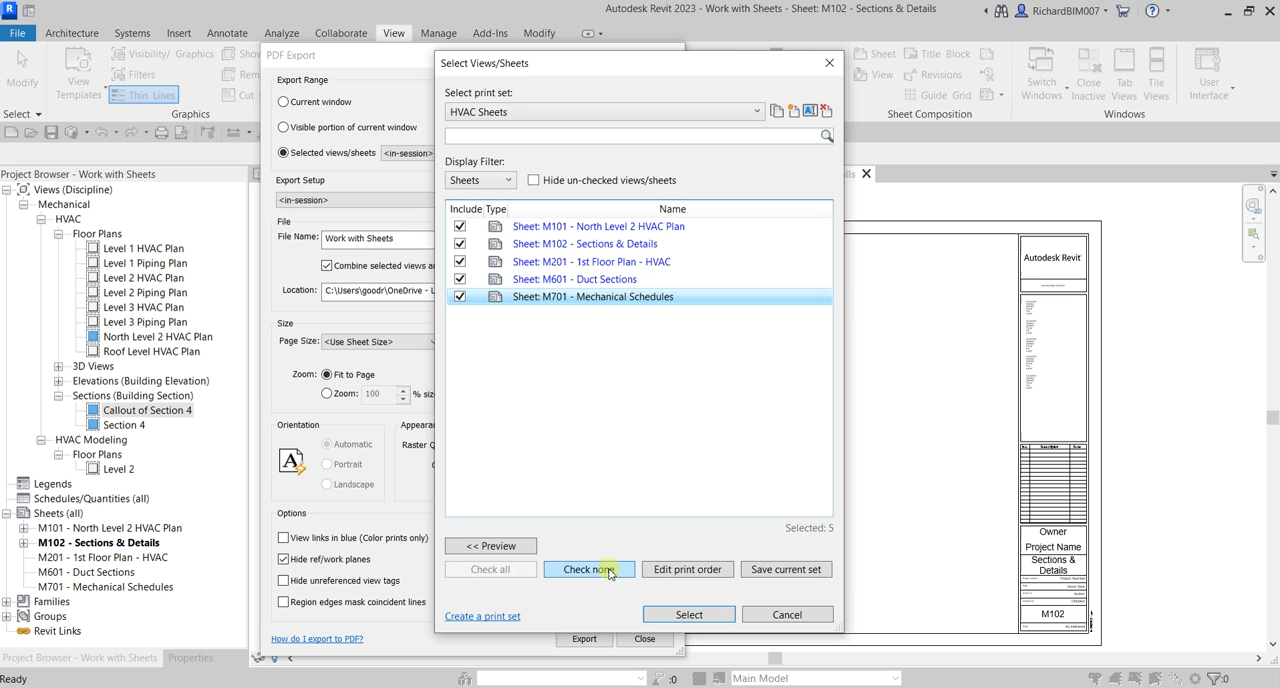 Autodesk Revit 2023 - Work with Sheets - Sheet: M102 - Sections & Details
RichardBIM007
File Architecture Systems Insert Annotate Analyze Collaborate View Manage Add-Ins Modify
Modify
Select
View Templates
Visibility/ Graphics
Filters
Thin Lines
Graphics
Sheet
View
Title Block
Revisions
Guide Grid
Sheet Composition
Switch Windows
Close Inactive
Tab Views
Tile Views
Windows
User Interface
Project Browser - Work with Sheets
Views (Discipline)
Mechanical
HVAC
Floor Plans
Level 1 HVAC Plan
Level 1 Piping Plan
Level 2 HVAC Plan
Level 2 Piping Plan
Level 3 HVAC Plan
Level 3 Piping Plan
North Level 2 HVAC Plan
Roof Level HVAC Plan
3D Views
Elevations (Building Elevation)
Sections (Building Section)
Callout of Section 4
Section 4
HVAC Modeling
Floor Plans
Level 2
Legends
Schedules/Quantities (all)
Sheets (all)
M101 - North Level 2 HVAC Plan
M102 - Sections & Details
M201 - 1st Floor Plan - HVAC
M601 - Duct Sections
M701 - Mechanical Schedules
Families
Groups
Revit Links
Project Browser - Work with Sheets
Properties
PDF Export
Export Range
Current window
Visible portion of current window
Selected views/sheets
<in-session>
Export Setup
<in-session>
File
File Name: Work with Sheets
Combine selected views
Location: C:\Users\goodr\OneDrive - L
Size
Page Size: <Use Sheet Size>
Zoom: Fit to Page
Zoom: 100
Orientation
Automatic
Portrait
Landscape
Options
View links in blue (Color prints only)
Hide ref/work planes
Hide unreferenced view tags
Region edges mask coincident lines
How do I export to PDF?
Export
Close
Select Views/Sheets
Select print set:
HVAC Sheets
Display Filter:
Sheets
Hide un-checked views/sheets
Include Type Name
Sheet: M101 - North Level 2 HVAC Plan
Sheet: M102 - Sections & Details
Sheet: M201 - 1st Floor Plan - HVAC
Sheet: M601 - Duct Sections
Sheet: M701 - Mechanical Schedules
Selected: 5
<< Preview
Check all
Check none
Edit print order
Save current set
Create a print set
Select
Cancel
Autodesk Revit
Owner
Project Name
Sections & Details
M102
Ready
:0
Main Model
:0